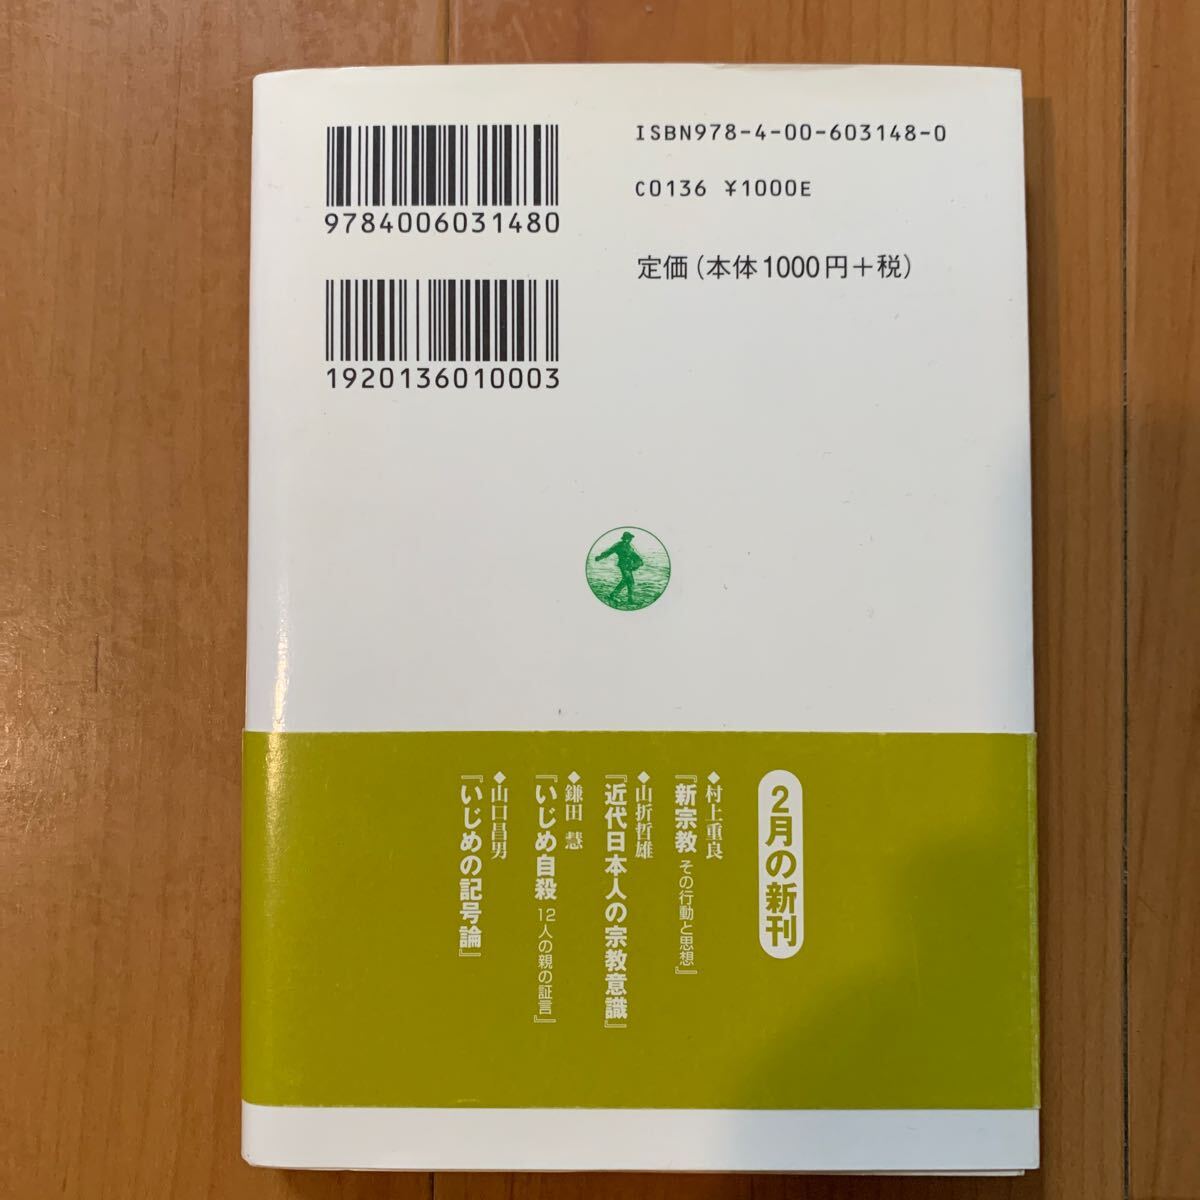 ISBN978-4-00-603148-0
C0136 ¥1000E
定価(本体1000円+税)
9784006031480
1920136010003
2月の新刊
◆村上重良
『新宗教 その行動と思想』
◆山折哲雄
『近代日本人の宗教意識』
◆鎌田 慧
『いじめ自殺 12人の親の証言』
◆山口昌男
『いじめの記号論』